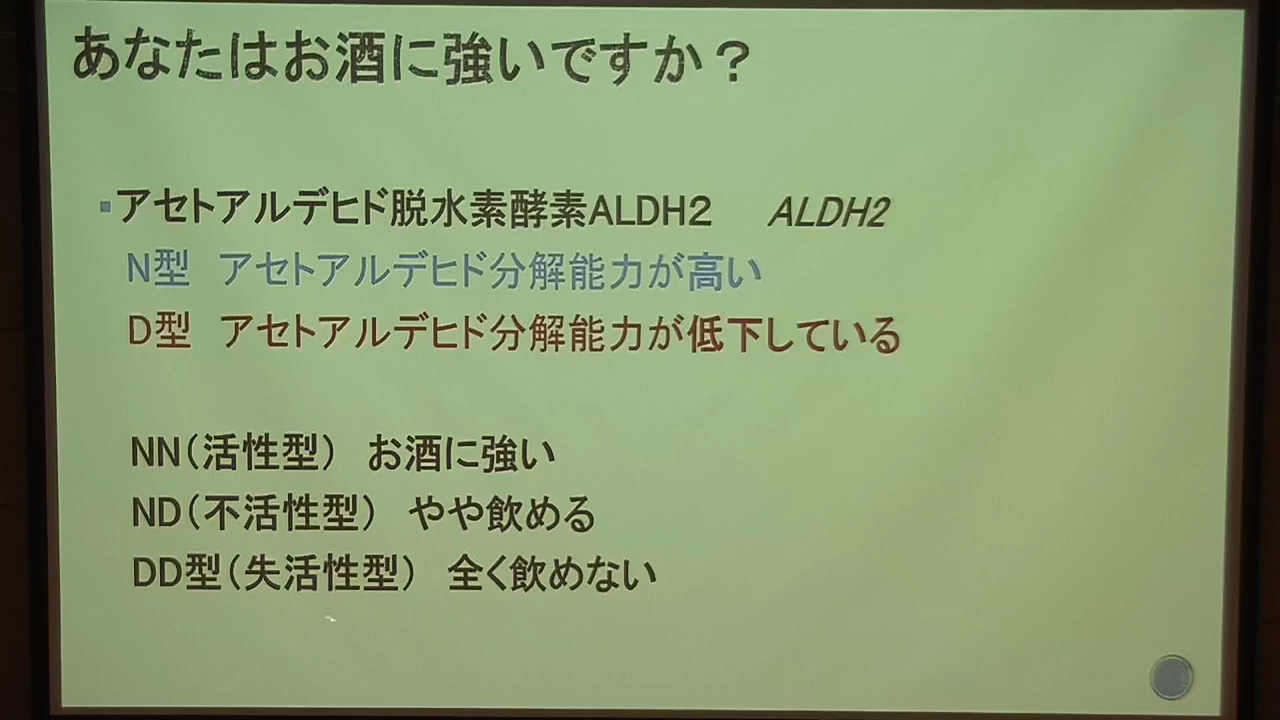 あなたはお酒に強いですか？
▪アセトアルデヒド脱水素酵素ALDH２　ALDH2
N型　アセトアルデヒド分解能力が高い
D型　アセトアルデヒド分解能力が低下している
NN（活性型）　お酒に強い
ND（不活性型）　やや飲める
DD型（失活性型）　全く飲めない